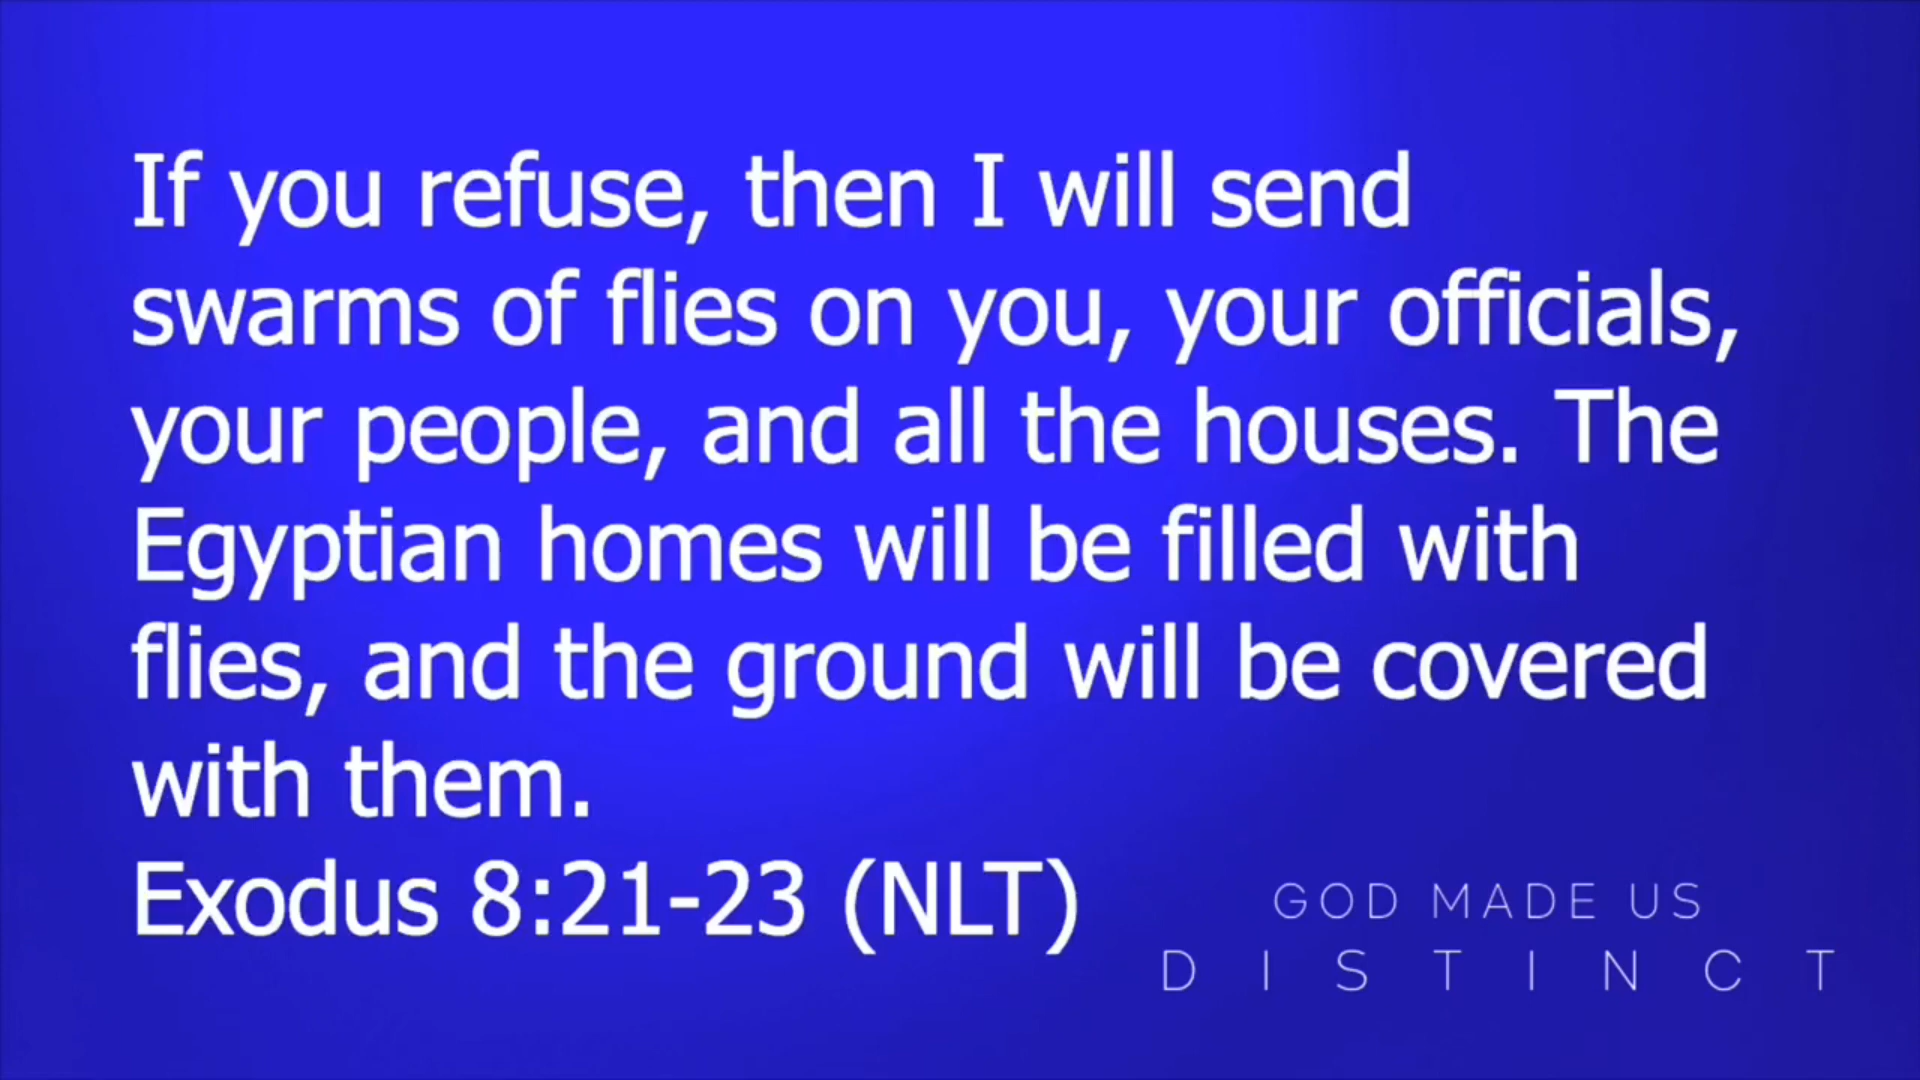 If you refuse, then I will send
swarms of flies on you, your officials,
your people, and all the houses. The
Egyptian homes will be filled with
flies, and the ground will be covered
with them.
Exodus 8:21-23 (NLT)
GOD MADE US
DISTINCT